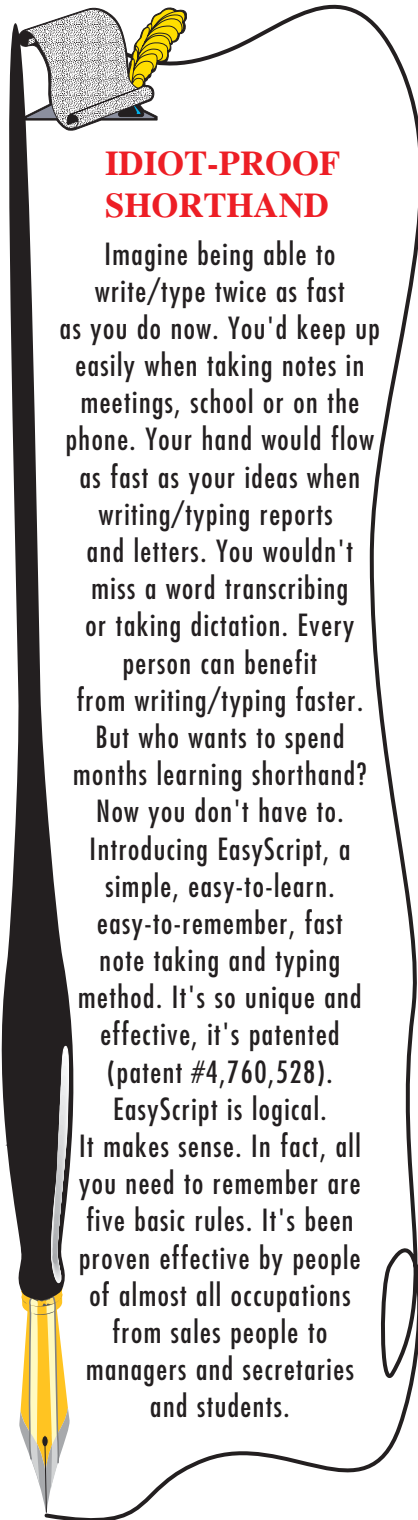 IDIOT-PROOF
SHORTHAND
Imagine being able to
write/type twice as fast
as you do now. You'd keep up
easily when taking notes in
meetings, school or on the
phone. Your hand would flow
as fast as your ideas when
writing/typing reports
and letters. You wouldn't
miss a word transcribing
or taking dictation. Every
person can benefit
from writing/typing faster.
But who wants to spend
months learning shorthand?
Now you don't have to.
Introducing EasyScript, a
simple, easy-to-learn.
easy-to-remember, fast
note taking and typing
method. It's so unique and
effective, it's patented
(patent #4,760,528).
EasyScript is logical.
It makes sense. In fact, all
you need to remember are
five basic rules. It's been
proven effective by people
of almost all occupations
from sales people to
managers and secretaries
and students.